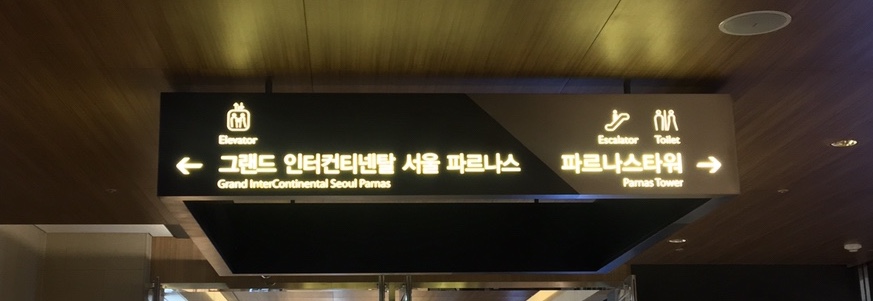 Elevator
← 그랜드 인터컨티넨탈 서울 파르나스
Grand InterContinental Seoul Parnas
Escalator Toilet
파르나스타워 →
Parnas Tower